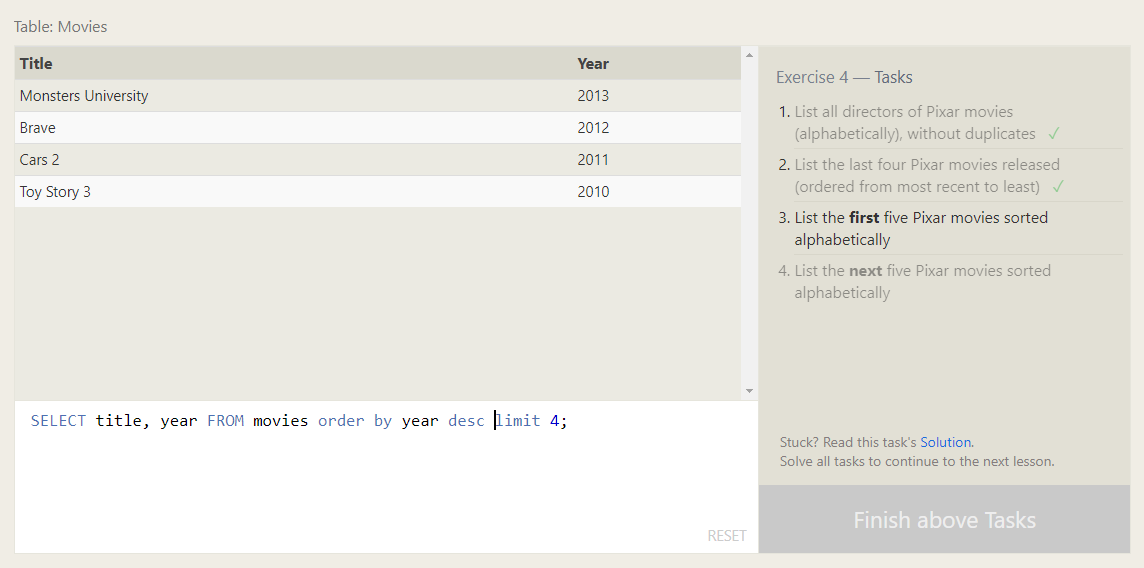 Table: Movies
Title Year
Monsters University 2013
Brave 2012
Cars 2 2011
Toy Story 3 2010
SELECT title, year FROM movies order by year desc limit 4;
RESET
Exercise 4 — Tasks
1. List all directors of Pixar movies
(alphabetically), without duplicates ✓
2. List the last four Pixar movies released
(ordered from most recent to least) ✓
3. List the first five Pixar movies sorted
alphabetically
4. List the next five Pixar movies sorted
alphabetically
Stuck? Read this task's Solution.
Solve all tasks to continue to the next lesson.
Finish above Tasks